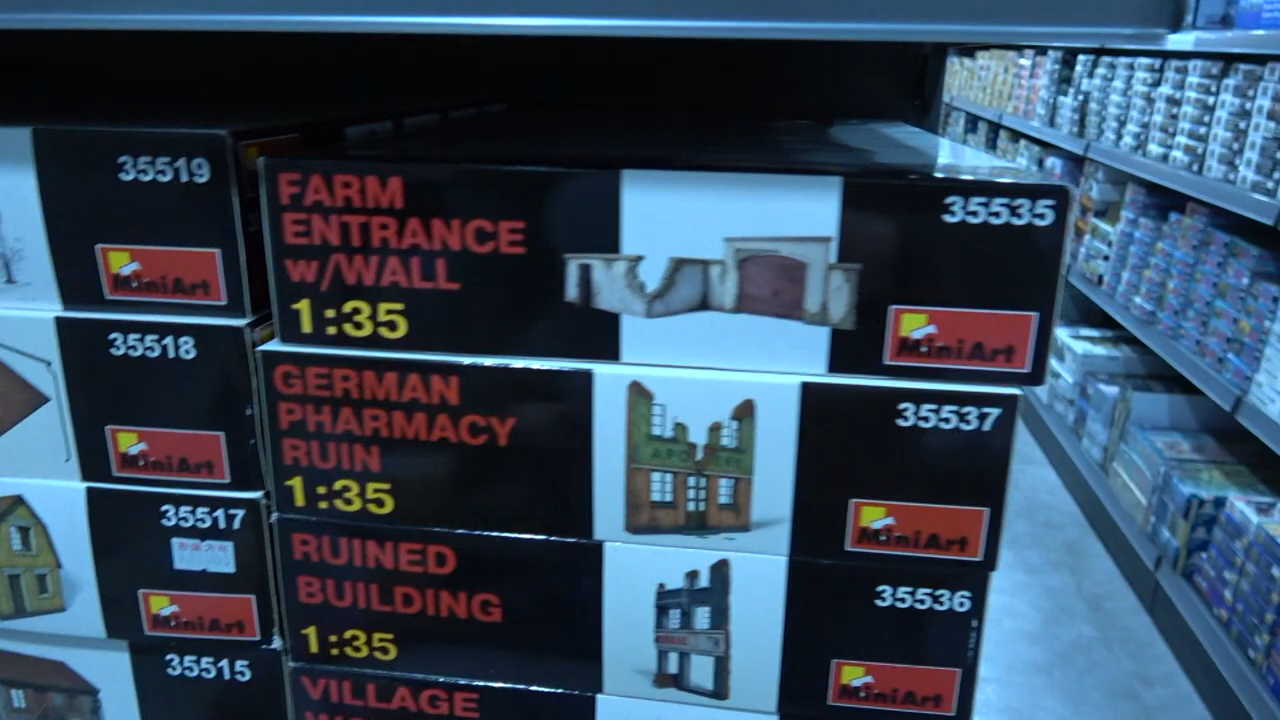 35519
MiniArt
35518
MiniArt
35517
MiniArt
35515
FARM
ENTRANCE
w/WALL
1:35
35535
MiniArt
GERMAN
PHARMACY
RUIN
1:35
35537
MiniArt
RUINED
BUILDING
1:35
35536
MiniArt
VILLAGE